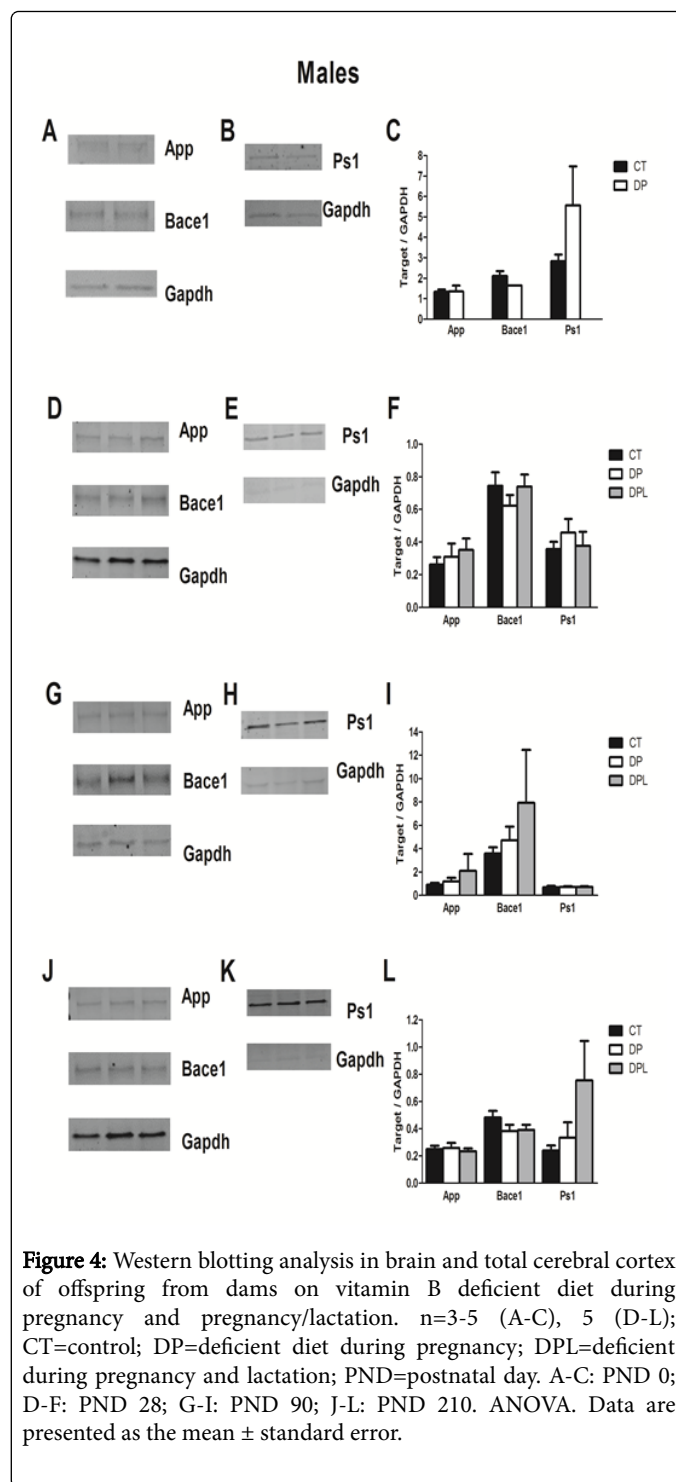 Males
A
App
Bace1
Gapdh
B
Ps1
Gapdh
C
Target / GAPDH
8
7
6
5
4
3
2
1
0
App Bace1 Ps1
CT
DP
D
App
Bace1
Gapdh
E
Ps1
Gapdh
F
Target / GAPDH
1.0
0.8
0.6
0.4
0.2
0.0
App Bace1 Ps1
CT
DP
DPL
G
App
Bace1
Gapdh
H
Ps1
Gapdh
I
Target / GAPDH
14
12
10
8
6
4
2
0
App Bace1 Ps1
CT
DP
DPL
J
App
Bace1
Gapdh
K
Ps1
Gapdh
L
Target / GAPDH
1.2
1.0
0.8
0.6
0.4
0.2
0.0
App Bace1 Ps1
CT
DP
DPL
Figure 4: Western blotting analysis in brain and total cerebral cortex
of offspring from dams on vitamin B deficient diet during
pregnancy and pregnancy/lactation. n=3-5 (A-C), 5 (D-L);
CT=control; DP=deficient diet during pregnancy; DPL=deficient
during pregnancy and lactation; PND=postnatal day. A-C: PND 0;
D-F: PND 28; G-I: PND 90; J-L: PND 210. ANOVA. Data are
presented as the mean ± standard error.